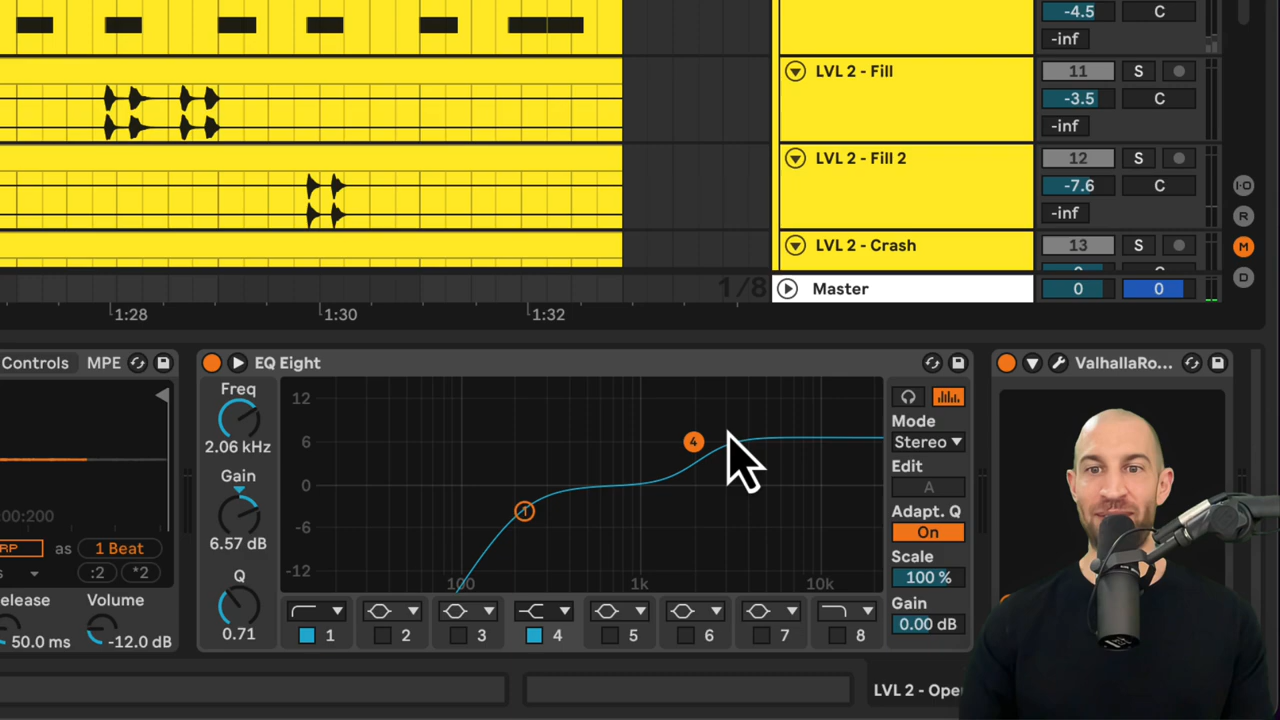 -4.5 C
-inf
LVL 2 - Fill 11 S
-3.5 C
-inf
LVL 2 - Fill 2 12 S
-7.6 C
-inf
I·O
R
LVL 2 - Crash 13 S
M
D
1/8
Master 0 0
1:28 1:30 1:32
Controls MPE
EQ Eight
ValhallaRo...
Freq
2.06 kHz
Gain
6.57 dB
Q
0.71
12
6
0
-6
-12
100 1k 10k
4
1
Mode
Stereo
Edit
A
Adapt. Q
On
Scale
100 %
Gain
0.00 dB
1 2 3 4 5 6 7 8
:00:200
RP as 1 Beat
:2 *2
elease Volume
50.0 ms -12.0 dB
LVL 2 - Ope